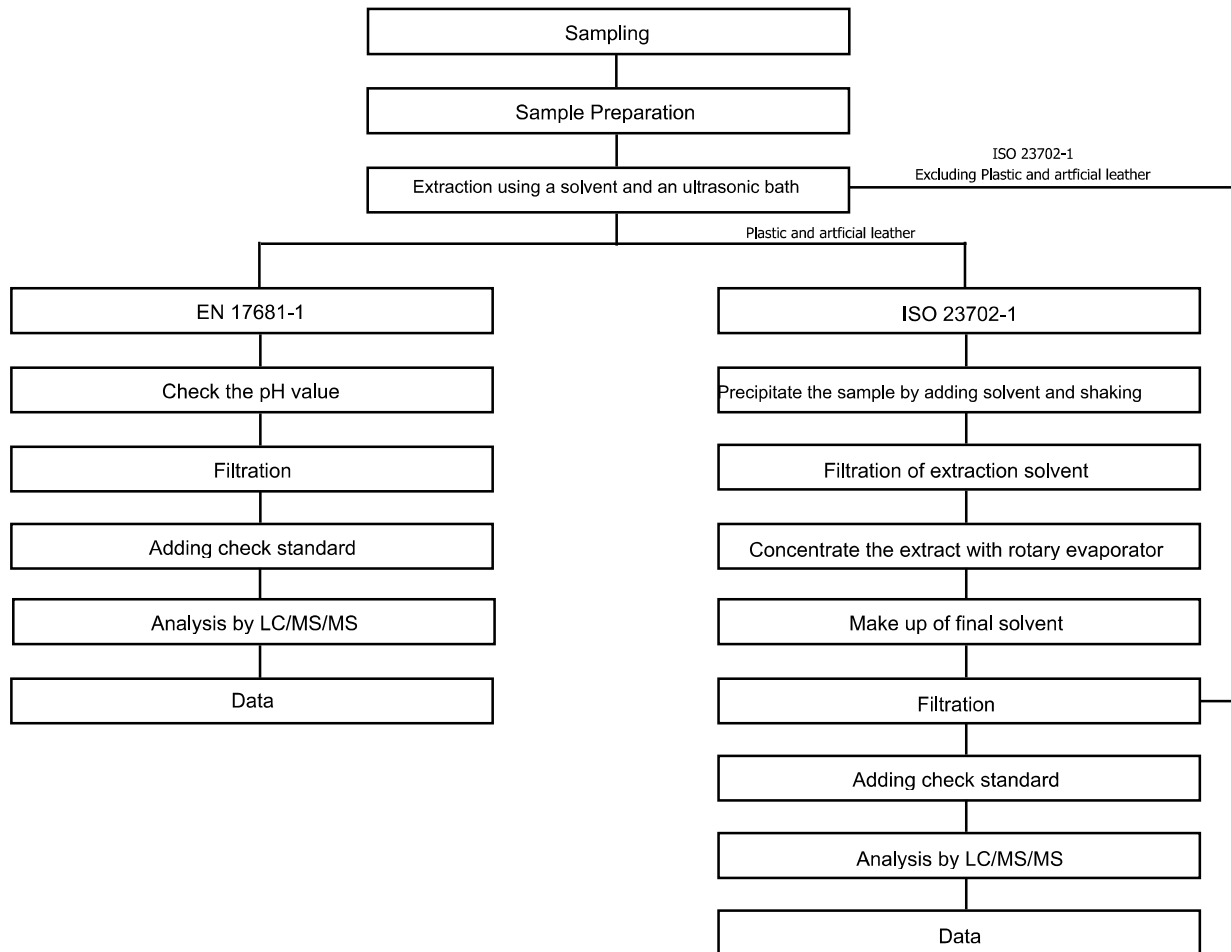 Sampling
Sample Preparation
Extraction using a solvent and an ultrasonic bath
ISO 23702-1
Excluding Plastic and artficial leather
Plastic and artficial leather
EN 17681-1
Check the pH value
Filtration
Adding check standard
Analysis by LC/MS/MS
Data
ISO 23702-1
Precipitate the sample by adding solvent and shaking
Filtration of extraction solvent
Concentrate the extract with rotary evaporator
Make up of final solvent
Filtration
Adding check standard
Analysis by LC/MS/MS
Data